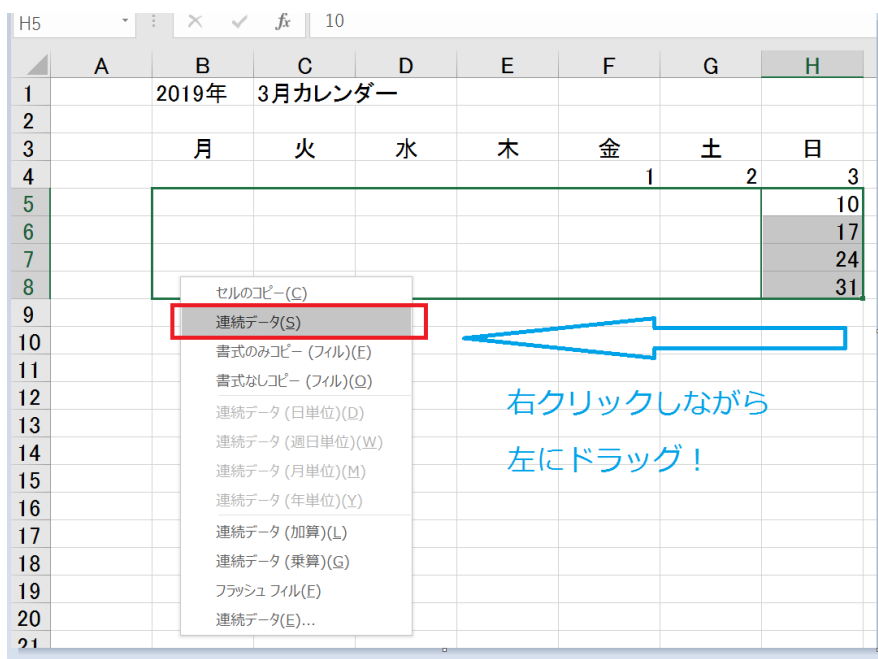 H5 fx 10
A B C D E F G H
1 2019年 3月カレンダー
2
3 月 火 水 木 金 土 日
4 1 2 3
5 10
6 17
7 24
8 31
9
10
11
12
13
14
15
16
17
18
19
20
21
セルのコピー(C)
連続データ(S)
書式のみコピー (フィル)(F)
書式なしコピー (フィル)(O)
連続データ (日単位)(D)
連続データ (週日単位)(W)
連続データ (月単位)(M)
連続データ (年単位)(Y)
連続データ (加算)(L)
連続データ (乗算)(G)
フラッシュ フィル(F)
連続データ(E)...
右クリックしながら
左にドラッグ！